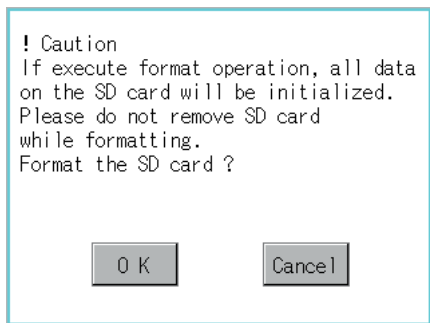 ! Caution
If execute format operation, all data
on the SD card will be initialized.
Please do not remove SD card
while formatting.
Format the SD card ?
O K
Cancel